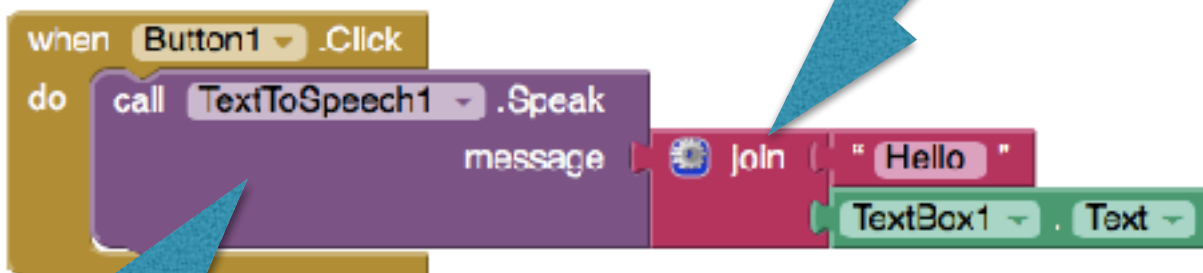 when Button1 .Click
do call TextToSpeech1 .Speak
message join " Hello "
TextBox1 . Text